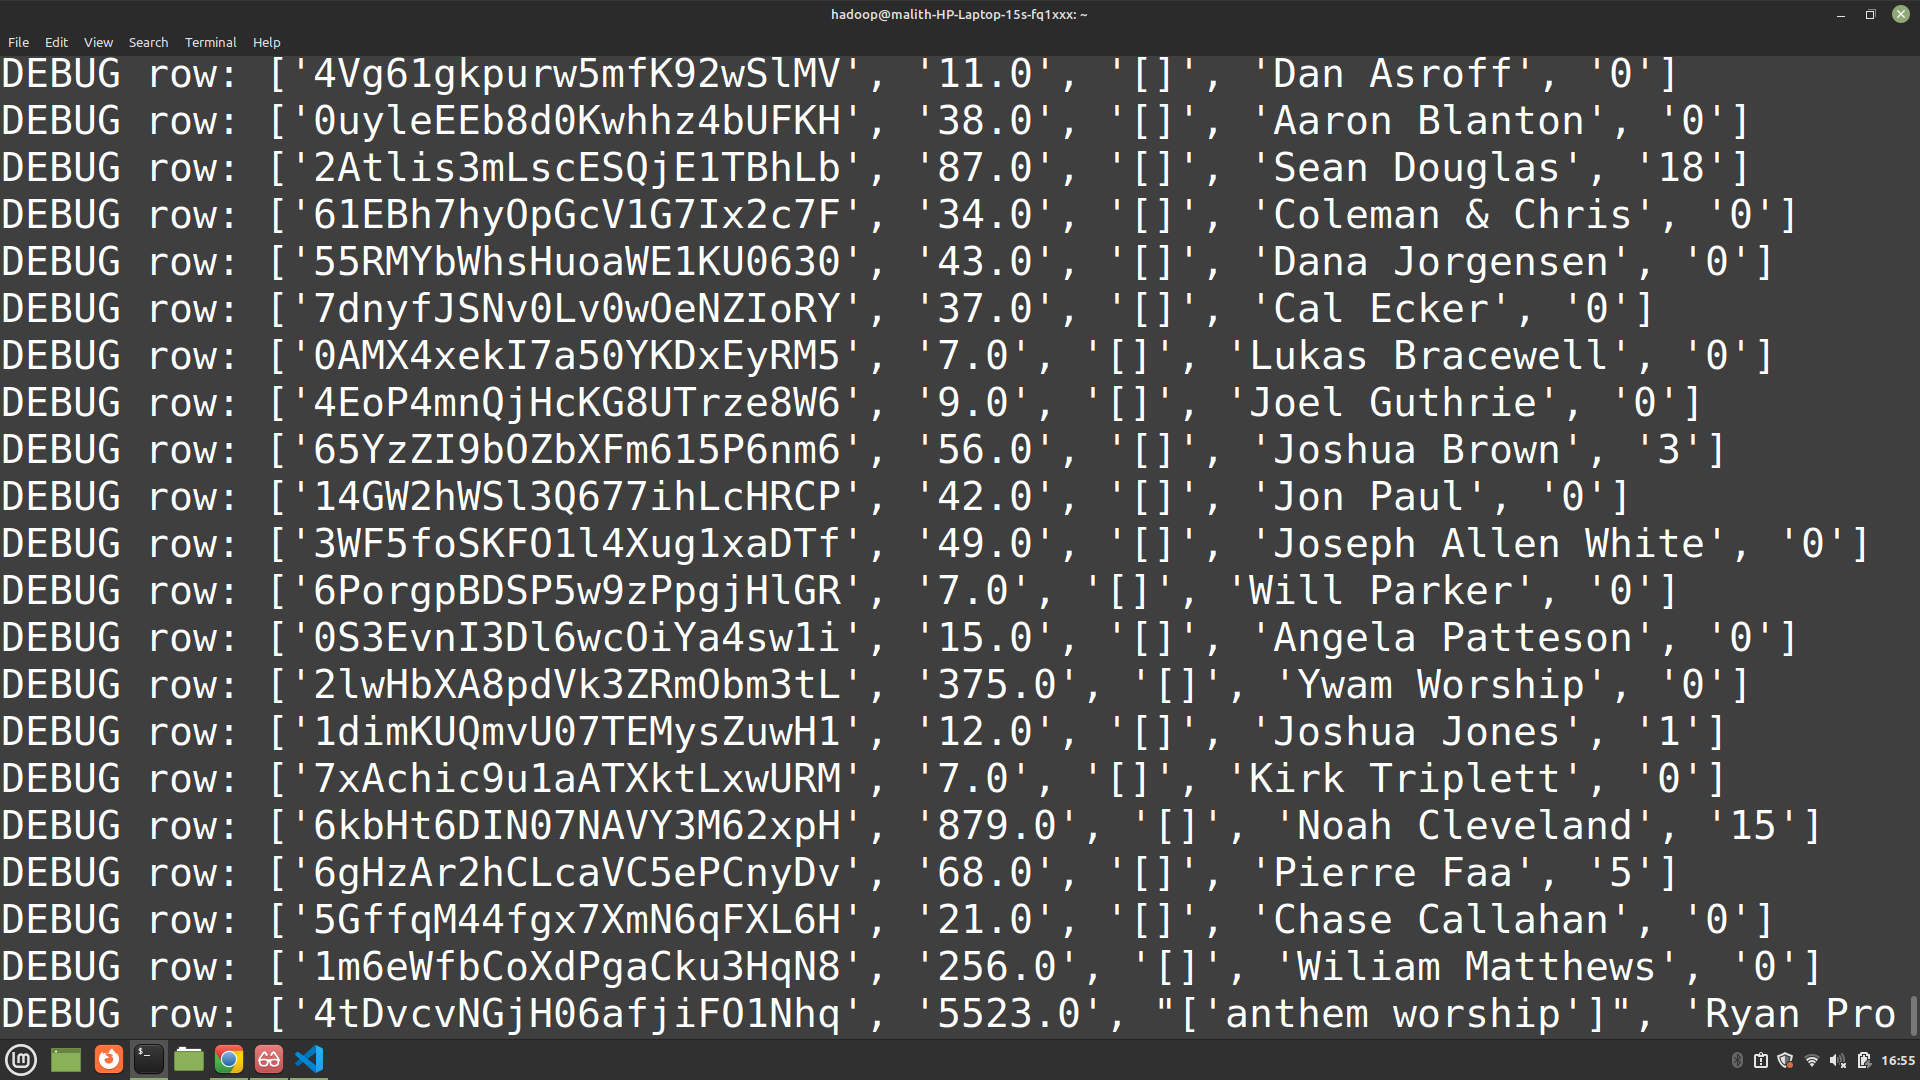 hadoop@malith-HP-Laptop-15s-fq1xxx: ~
File Edit View Search Terminal Help
DEBUG row: ['4Vg61gkpurw5mfK92wSlMV', '11.0', '[]', 'Dan Asroff', '0']
DEBUG row: ['0uyleEEb8d0Kwhhz4bUFKH', '38.0', '[]', 'Aaron Blanton', '0']
DEBUG row: ['2Atlis3mLscESQjE1TBhLb', '87.0', '[]', 'Sean Douglas', '18']
DEBUG row: ['61EBh7hyOpGcV1G7Ix2c7F', '34.0', '[]', 'Coleman & Chris', '0']
DEBUG row: ['55RMYbWhsHuoaWE1KU0630', '43.0', '[]', 'Dana Jorgensen', '0']
DEBUG row: ['7dnyfJSNv0Lv0wOeNZIoRY', '37.0', '[]', 'Cal Ecker', '0']
DEBUG row: ['0AMX4xekI7a50YKDxEyRM5', '7.0', '[]', 'Lukas Bracewell', '0']
DEBUG row: ['4EoP4mnQjHcKG8UTrze8W6', '9.0', '[]', 'Joel Guthrie', '0']
DEBUG row: ['65YzZI9bOZbXFm615P6nm6', '56.0', '[]', 'Joshua Brown', '3']
DEBUG row: ['14GW2hWSl3Q677ihLcHRCP', '42.0', '[]', 'Jon Paul', '0']
DEBUG row: ['3WF5foSKFO1l4Xug1xaDTf', '49.0', '[]', 'Joseph Allen White', '0']
DEBUG row: ['6PorgpBDSP5w9zPpgjHlGR', '7.0', '[]', 'Will Parker', '0']
DEBUG row: ['0S3EvnI3Dl6wcOiYa4sw1i', '15.0', '[]', 'Angela Patteson', '0']
DEBUG row: ['2lwHbXA8pdVk3ZRmObm3tL', '375.0', '[]', 'Ywam Worship', '0']
DEBUG row: ['1dimKUQmvU07TEMysZuwH1', '12.0', '[]', 'Joshua Jones', '1']
DEBUG row: ['7xAchic9u1aATXktLxwURM', '7.0', '[]', 'Kirk Triplett', '0']
DEBUG row: ['6kbHt6DIN07NAVY3M62xpH', '879.0', '[]', 'Noah Cleveland', '15']
DEBUG row: ['6gHzAr2hCLcaVC5ePCnyDv', '68.0', '[]', 'Pierre Faa', '5']
DEBUG row: ['5GffqM44fgx7XmN6qFXL6H', '21.0', '[]', 'Chase Callahan', '0']
DEBUG row: ['1m6eWfbCoXdPgaCku3HqN8', '256.0', '[]', 'Wiliam Matthews', '0']
DEBUG row: ['4tDvcvNGjH06afjiFO1Nhq', '5523.0', "['anthem worship']", 'Ryan Pro
16:55